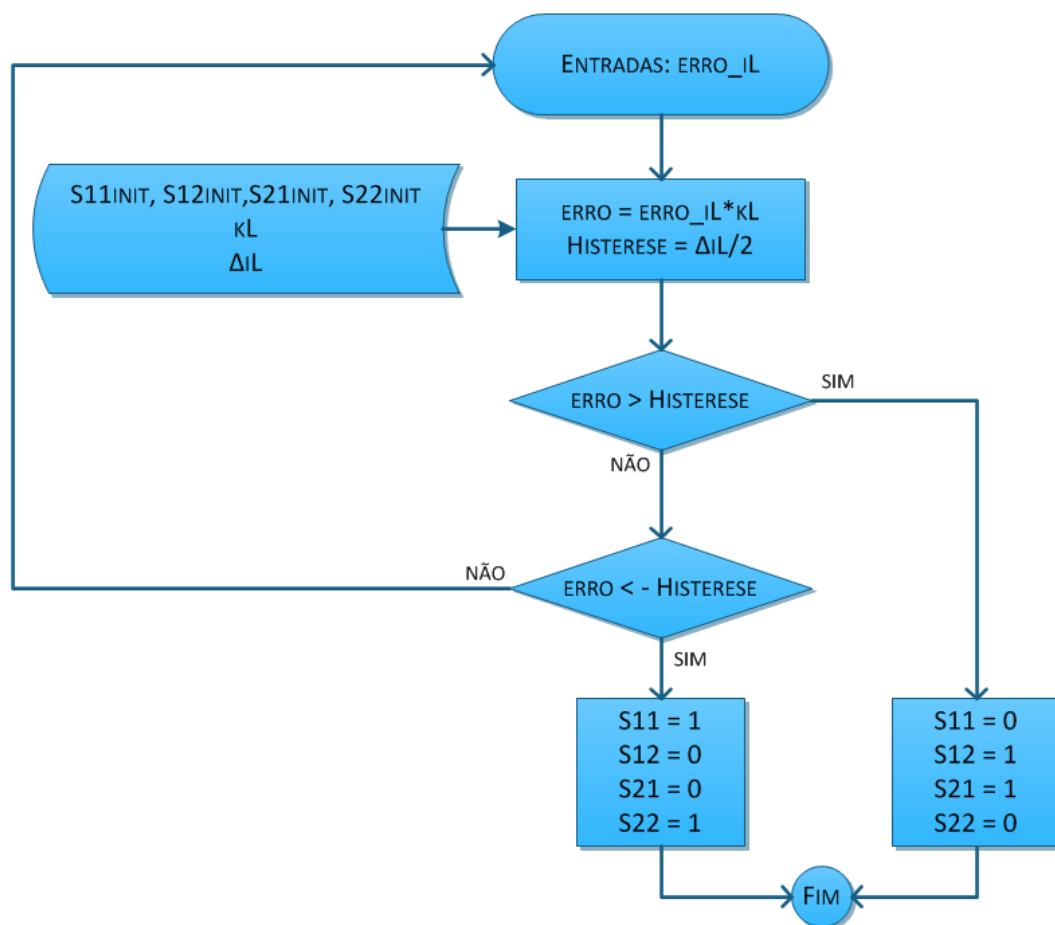 ENTRADAS: ERRO_IL
S11INIT, S12INIT,S21INIT, S22INIT
KL
ΔIL
ERRO = ERRO_IL*KL
HISTERESE = ΔIL/2
ERRO > HISTERESE
SIM
NÃO
ERRO < - HISTERESE
NÃO
SIM
S11 = 1
S12 = 0
S21 = 0
S22 = 1
S11 = 0
S12 = 1
S21 = 1
S22 = 0
FIM